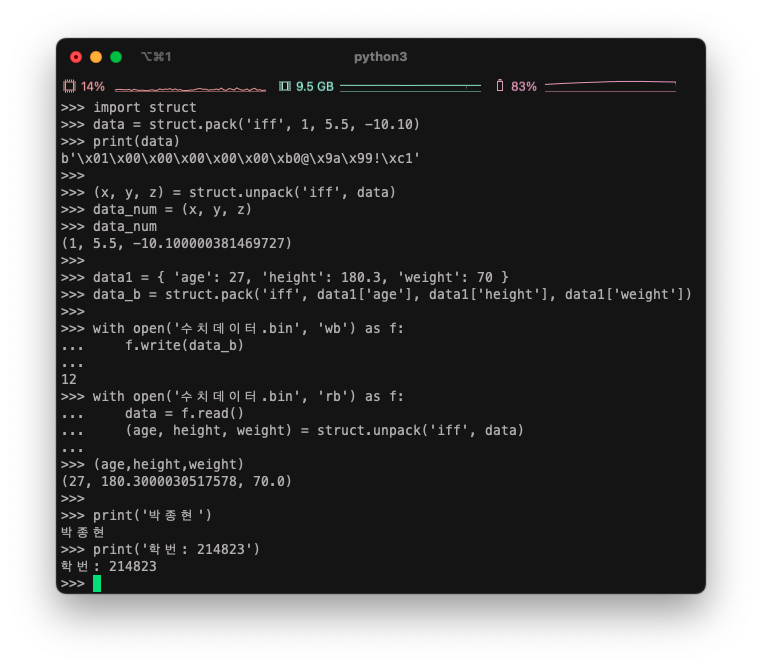 ⌥⌘1 python3
14% 9.5 GB 83%
>>> import struct
>>> data = struct.pack('iff', 1, 5.5, -10.10)
>>> print(data)
b'\x01\x00\x00\x00\x00\x00\xb0@\x9a\x99!\xc1'
>>>
>>> (x, y, z) = struct.unpack('iff', data)
>>> data_num = (x, y, z)
>>> data_num
(1, 5.5, -10.100000381469727)
>>>
>>> data1 = { 'age': 27, 'height': 180.3, 'weight': 70 }
>>> data_b = struct.pack('iff', data1['age'], data1['height'], data1['weight'])
>>>
>>> with open('수치데이터.bin', 'wb') as f:
...     f.write(data_b)
...
12
>>> with open('수치데이터.bin', 'rb') as f:
...     data = f.read()
...     (age, height, weight) = struct.unpack('iff', data)
...
>>> (age,height,weight)
(27, 180.3000030517578, 70.0)
>>>
>>> print('박종현')
박종현
>>> print('학번: 214823')
학번: 214823
>>>